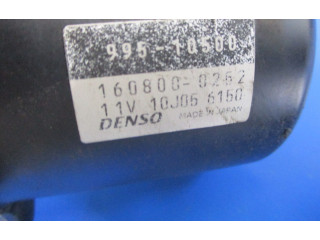 995-10500
160800-0262
11V 10J06 6150
DENSO MADE IN JAPAN